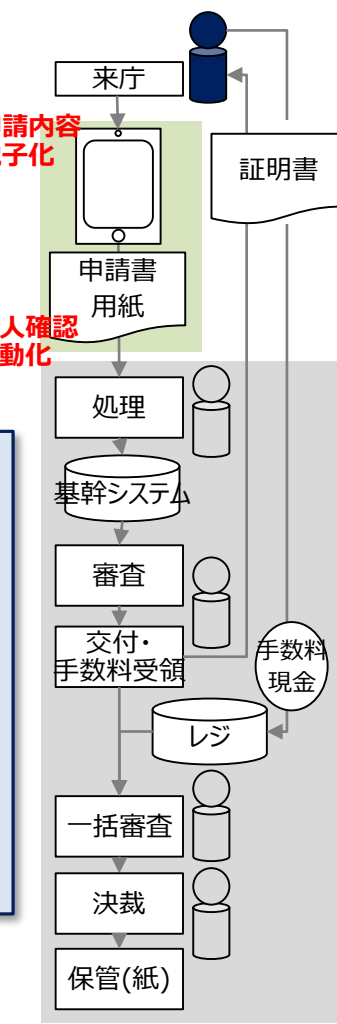 来庁
請内容
子化
証明書
申請書
用紙
人確認
動化
処理
基幹システム
審査
交付・
手数料受領
手数料
現金
レジ
一括審査
決裁
保管(紙)